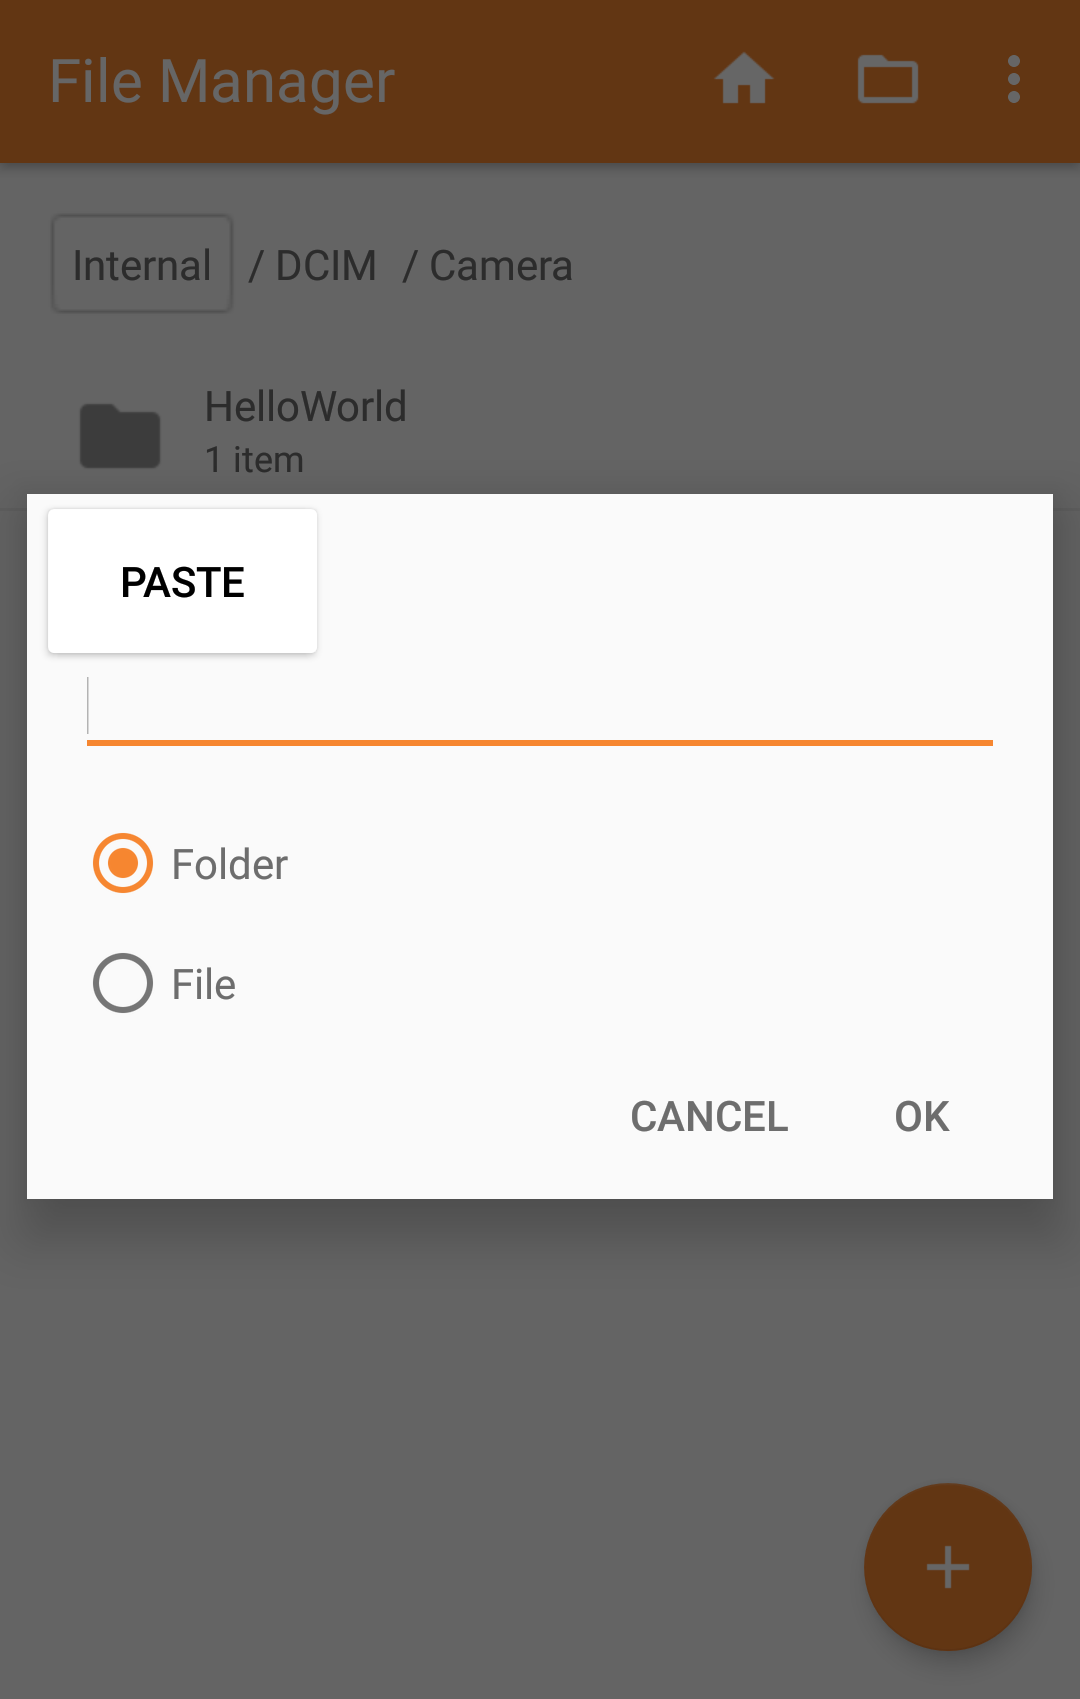 File Manager
Internal / DCIM / Camera
HelloWorld
1 item
PASTE
Folder
File
CANCEL OK